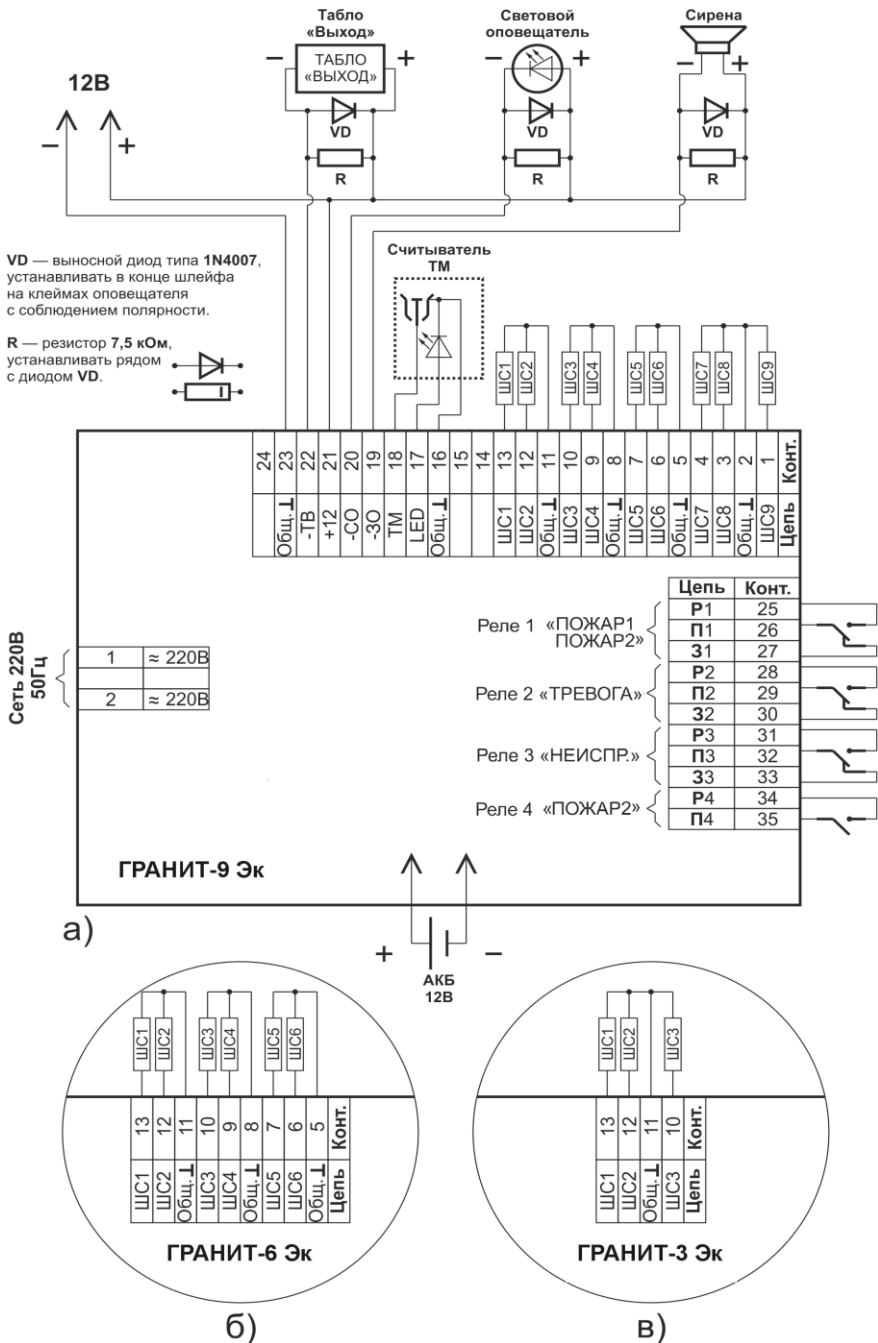 Табло
«Выход»
Световой
оповещатель
Сирена
− ТАБЛО +
«ВЫХОД»
− +
− +
12В
− +
VD
VD
VD
R
R
R
VD — выносной диод типа 1N4007,
устанавливать в конце шлейфа
на клеймах оповещателя
с соблюдением полярности.
R — резистор 7,5 кОм,
устанавливать рядом
с диодом VD.
Считыватель
ТМ
ШС1 ШС2 ШС3 ШС4 ШС5 ШС6 ШС7 ШС8 ШС9
24 23 22 21 20 19 18 17 16 15 14 13 12 11 10 9 8 7 6 5 4 3 2 1 Конт.
Общ. -ТВ +12 -СО -ЗО ТМ LED Общ. ШС1 ШС2 Общ. ШС3 ШС4 Общ. ШС5 ШС6 Общ. ШС7 ШС8 Общ. ШС9 Цепь
Цепь Конт.
Реле 1 «ПОЖАР1
ПОЖАР2»
Р1 25
П1 26
З1 27
Реле 2 «ТРЕВОГА»
Р2 28
П2 29
З2 30
Реле 3 «НЕИСПР.»
Р3 31
П3 32
З3 33
Реле 4 «ПОЖАР2»
Р4 34
П4 35
Сеть 220В
50Гц
1 ≈ 220В
2 ≈ 220В
ГРАНИТ-9 Эк
а)
+ −
АКБ
12В
ШС1 ШС2 ШС3 ШС4 ШС5 ШС6
13 12 11 10 9 8 7 6 5 Конт.
ШС1 ШС2 Общ. ШС3 ШС4 Общ. ШС5 ШС6 Общ. Цепь
ГРАНИТ-6 Эк
б)
ШС1 ШС2 ШС3
13 12 11 10 Конт.
ШС1 ШС2 Общ. ШС3 Цепь
ГРАНИТ-3 Эк
в)